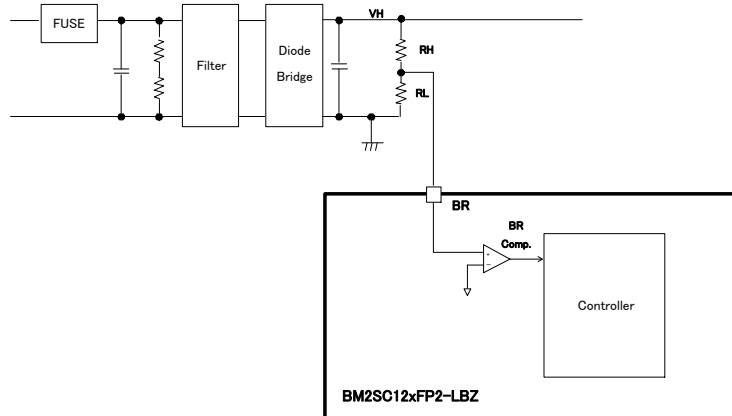 FUSE
VH
Filter
Diode
Bridge
RH
RL
BR
BR
Comp.
+
−
Controller
BM2SC12xFP2-LBZ